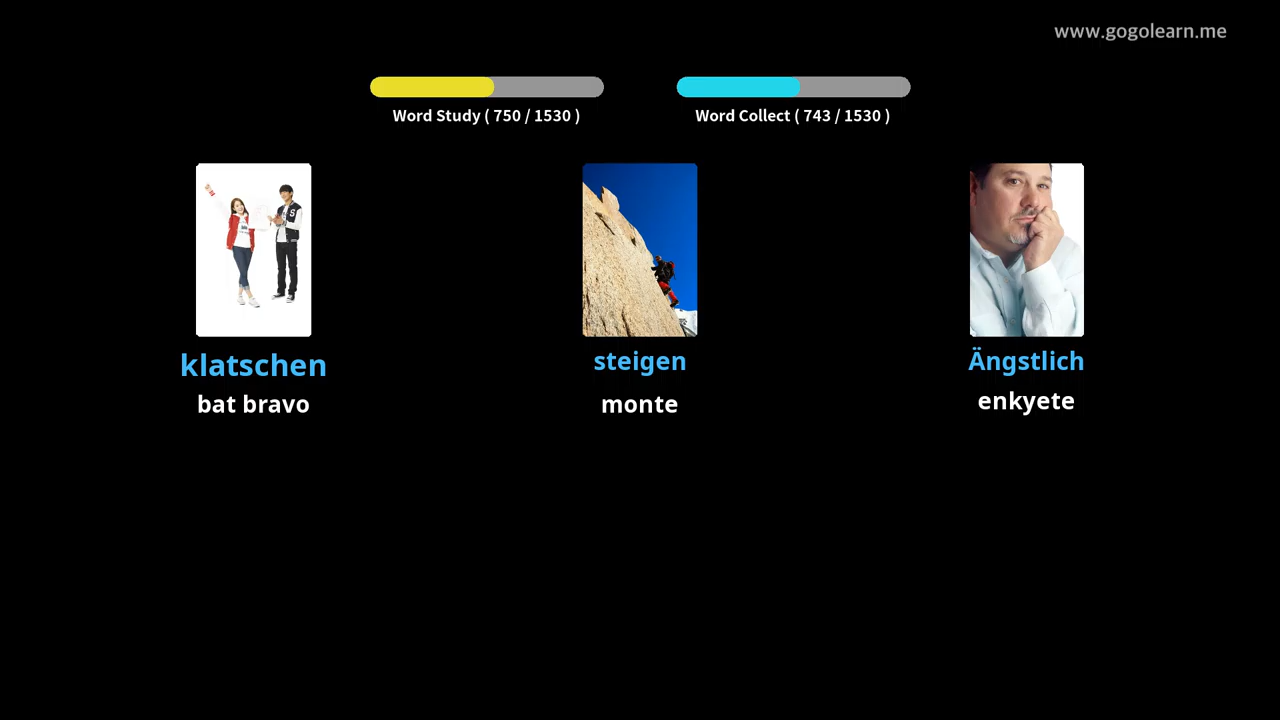 www.gogolearn.me
Word Study ( 750 / 1530 )
Word Collect ( 743 / 1530 )
klatschen
bat bravo
steigen
monte
Ängstlich
enkyete